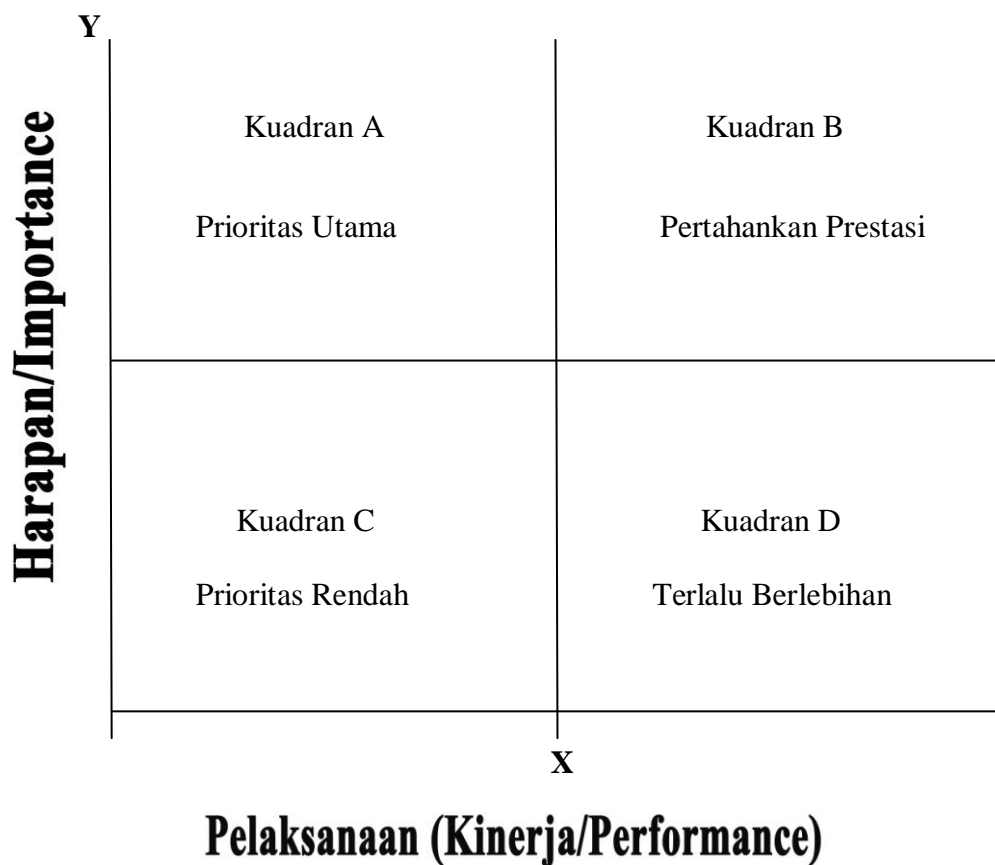 Y
Harapan/Importance
Kuadran A
Prioritas Utama
Kuadran B
Pertahankan Prestasi
Kuadran C
Prioritas Rendah
Kuadran D
Terlalu Berlebihan
X
Pelaksanaan (Kinerja/Performance)